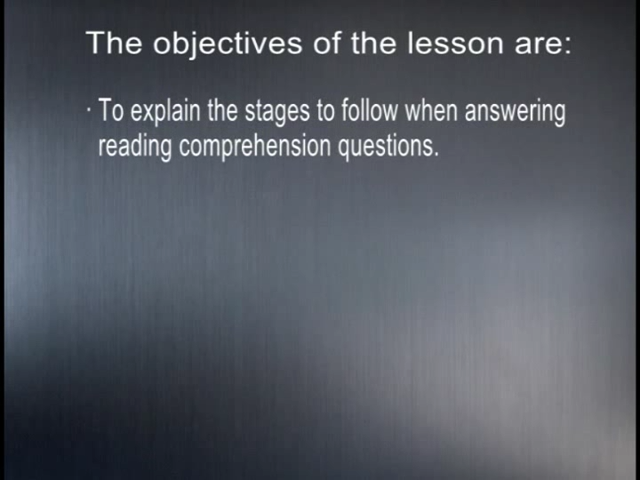 The objectives of the lesson are:
· To explain the stages to follow when answering
reading comprehension questions.